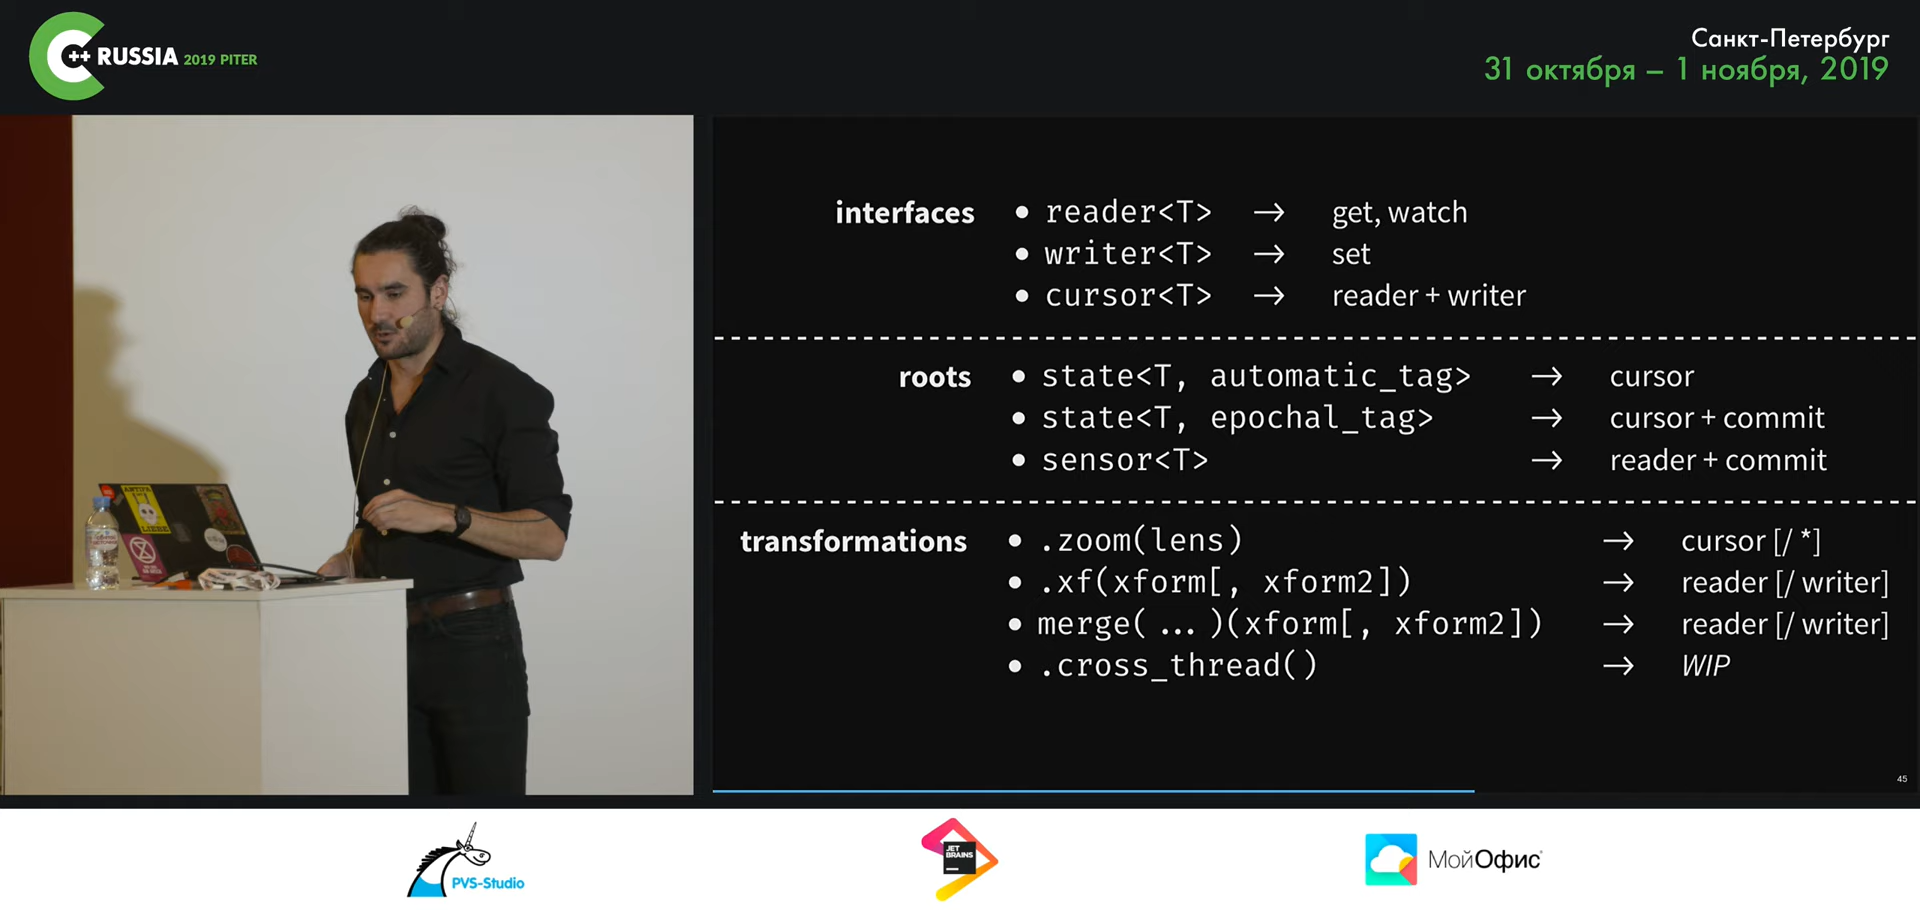 C++ RUSSIA 2019 PITER
Санкт-Петербург
31 октября – 1 ноября, 2019
interfaces
• reader<T> → get, watch
• writer<T> → set
• cursor<T> → reader + writer
roots
• state<T, automatic_tag> → cursor
• state<T, epochal_tag> → cursor + commit
• sensor<T> → reader + commit
transformations
• .zoom(lens) → cursor [/ *]
• .xf(xform[, xform2]) → reader [/ writer]
• merge( ... )(xform[, xform2]) → reader [/ writer]
• .cross_thread() → WIP
45
ANTIFA
LIEBE
PVS-Studio
JET
BRAINS
МойОфис